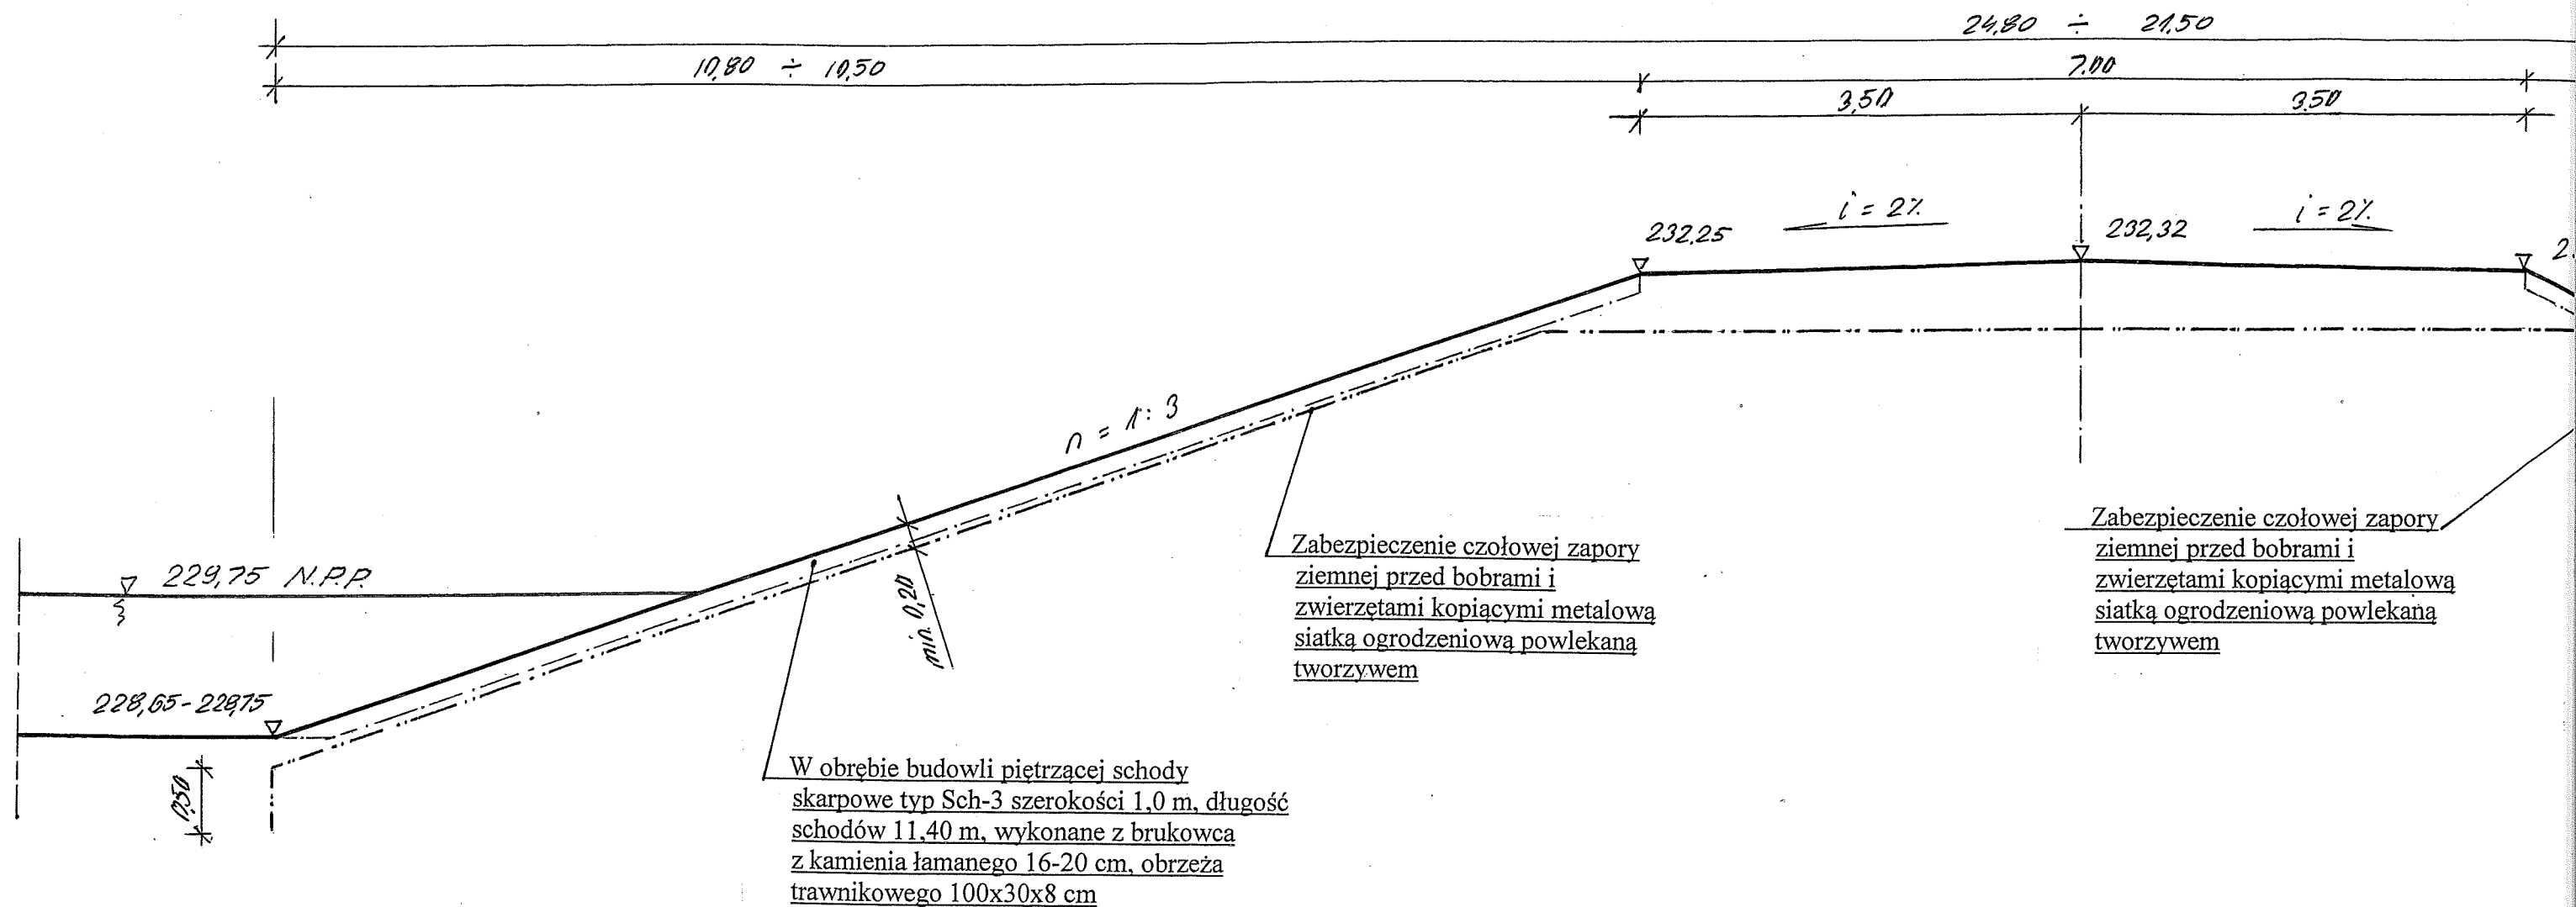 24,80 ÷ 21,50
10,80 ÷ 10,50
7.00
3,50
3.50
i = 2%
i = 2%
232.25
232,32
2.
n = 1:3
229,75 N.P.P.
min. 0,20
228,65-228,75
0,50
Zabezpieczenie czołowej zapory
ziemnej przed bobrami i
zwierzętami kopiącymi metalową
siatką ogrodzeniową powlekaną
tworzywem
Zabezpieczenie czołowej zapory
ziemnej przed bobrami i
zwierzętami kopiącymi metalową
siatką ogrodzeniową powlekaną
tworzywem
W obrębie budowli piętrzącej schody
skarpowe typ Sch-3 szerokości 1,0 m, długość
schodów 11,40 m, wykonane z brukowca
z kamienia łamanego 16-20 cm, obrzeża
trawnikowego 100x30x8 cm